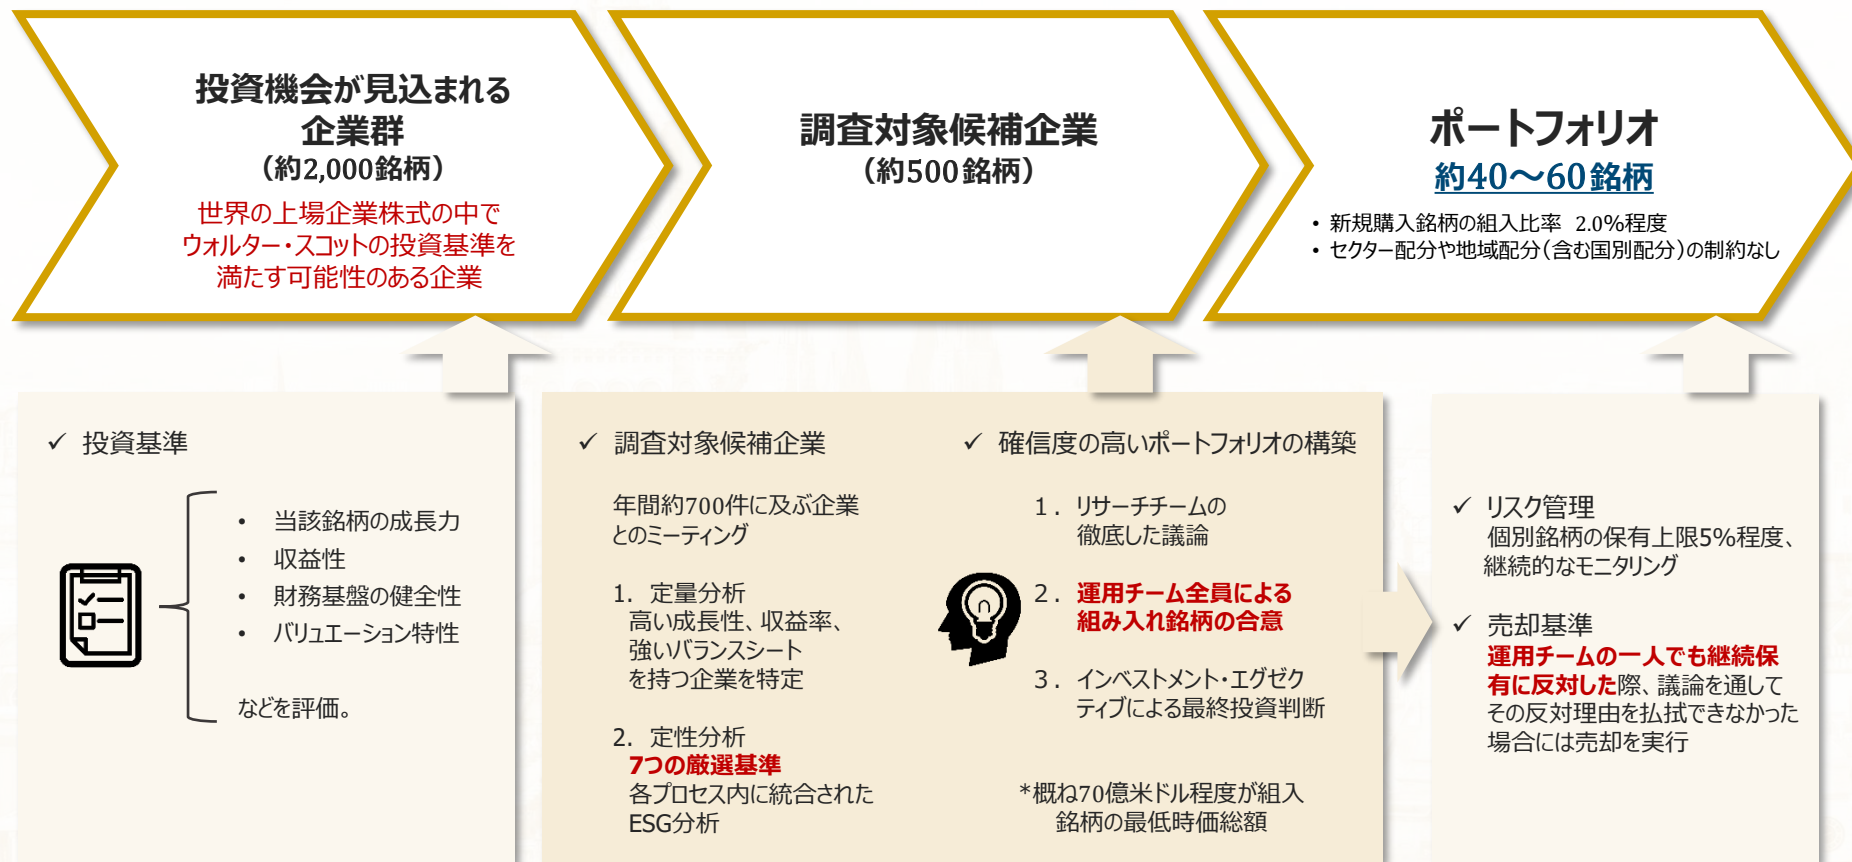 投資機会が見込まれる
企業群
（約2,000銘柄）
世界の上場企業株式の中で
ウォルター・スコットの投資基準を
満たす可能性のある企業
調査対象候補企業
（約500銘柄）
ポートフォリオ
約40～60銘柄
• 新規購入銘柄の組入比率 2.0%程度
• セクター配分や地域配分（含む国別配分）の制約なし
✓ 投資基準
• 当該銘柄の成長力
• 収益性
• 財務基盤の健全性
• バリュエーション特性
などを評価。
✓ 調査対象候補企業
年間約700件に及ぶ企業
とのミーティング
1. 定量分析
高い成長性、収益率、
強いバランスシート
を持つ企業を特定
2. 定性分析
7つの厳選基準
各プロセス内に統合された
ESG分析
✓ 確信度の高いポートフォリオの構築
1. リサーチチームの
徹底した議論
2. 運用チーム全員による
組み入れ銘柄の合意
3. インベストメント・エグゼク
ティブによる最終投資判断
*概ね70億米ドル程度が組入
銘柄の最低時価総額
✓ リスク管理
個別銘柄の保有上限5%程度、
継続的なモニタリング
✓ 売却基準
運用チームの一人でも継続保
有に反対した際、議論を通して
その反対理由を払拭できなかった
場合には売却を実行